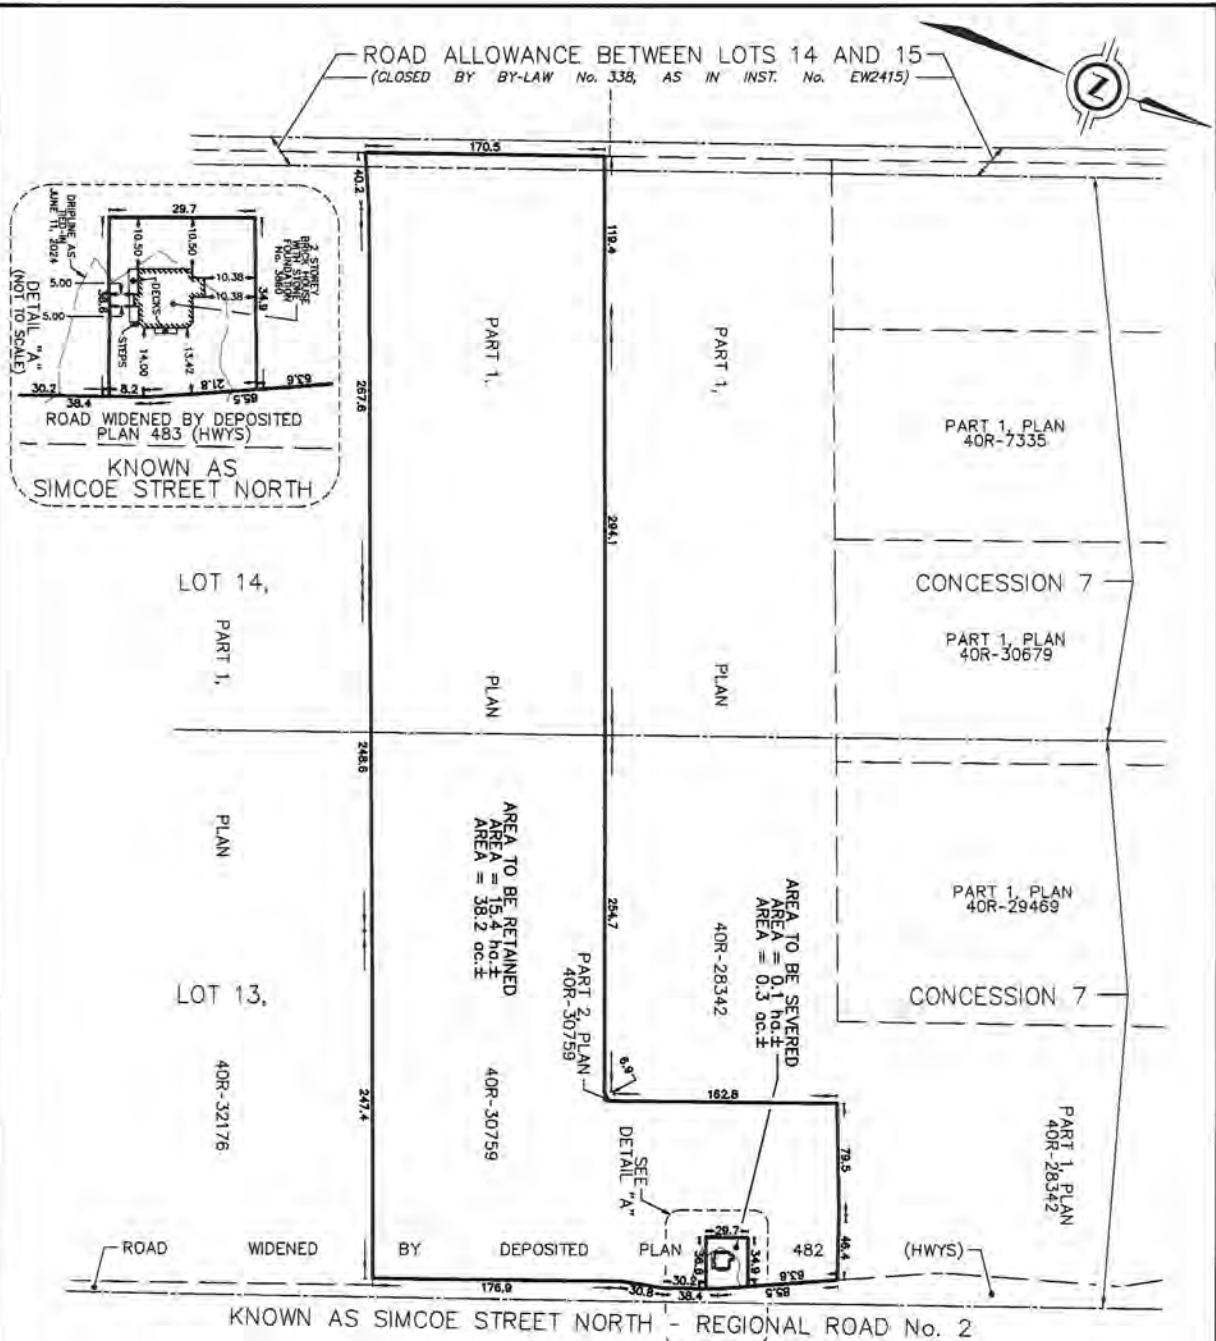 ROAD ALLOWANCE BETWEEN LOTS 14 AND 15
(CLOSED BY BY-LAW No. 338, AS IN INST. No. EW2415)
N
170.5
40.2
119.4
29.7
10.50
10.50
10.38
10.38
34.9
5.00
5.90
14.00
13.42
8.2
21.8
63.6
85.5
30.2
38.4
DRIPLINE AS
TIED-IN
JUNE 11, 2024
2 STOREY
BRICK HOUSE
WITH STONE
FOUNDATION
No. 3860
DECKS
STEPS
DETAIL "A"
(NOT TO SCALE)
ROAD WIDENED BY DEPOSITED
PLAN 483 (HWYS)
KNOWN AS
SIMCOE STREET NORTH
267.6
PART 1,
PART 1,
PART 1, PLAN
40R-7335
294.1
LOT 14,
CONCESSION 7
PART 1,
PLAN
PLAN
PART 1, PLAN
40R-30679
248.6
PLAN
AREA TO BE RETAINED
AREA = 15.4 ha.±
AREA = 38.2 ac.±
254.7
AREA TO BE SEVERED
AREA = 0.1 ha.±
AREA = 0.3 ac.±
PART 1, PLAN
40R-29469
40R-28342
PART 2, PLAN
40R-30759
LOT 13,
CONCESSION 7
40R-32176
247.4
40R-30759
6.9
162.8
79.5
PART 1, PLAN
40R-28342
SEE
DETAIL "A"
29.7
34.9
46.4
ROAD WIDENED BY DEPOSITED PLAN 482 (HWYS)
176.9
30.8
30.2
38.4
63.6
85.5
KNOWN AS SIMCOE STREET NORTH - REGIONAL ROAD No. 2